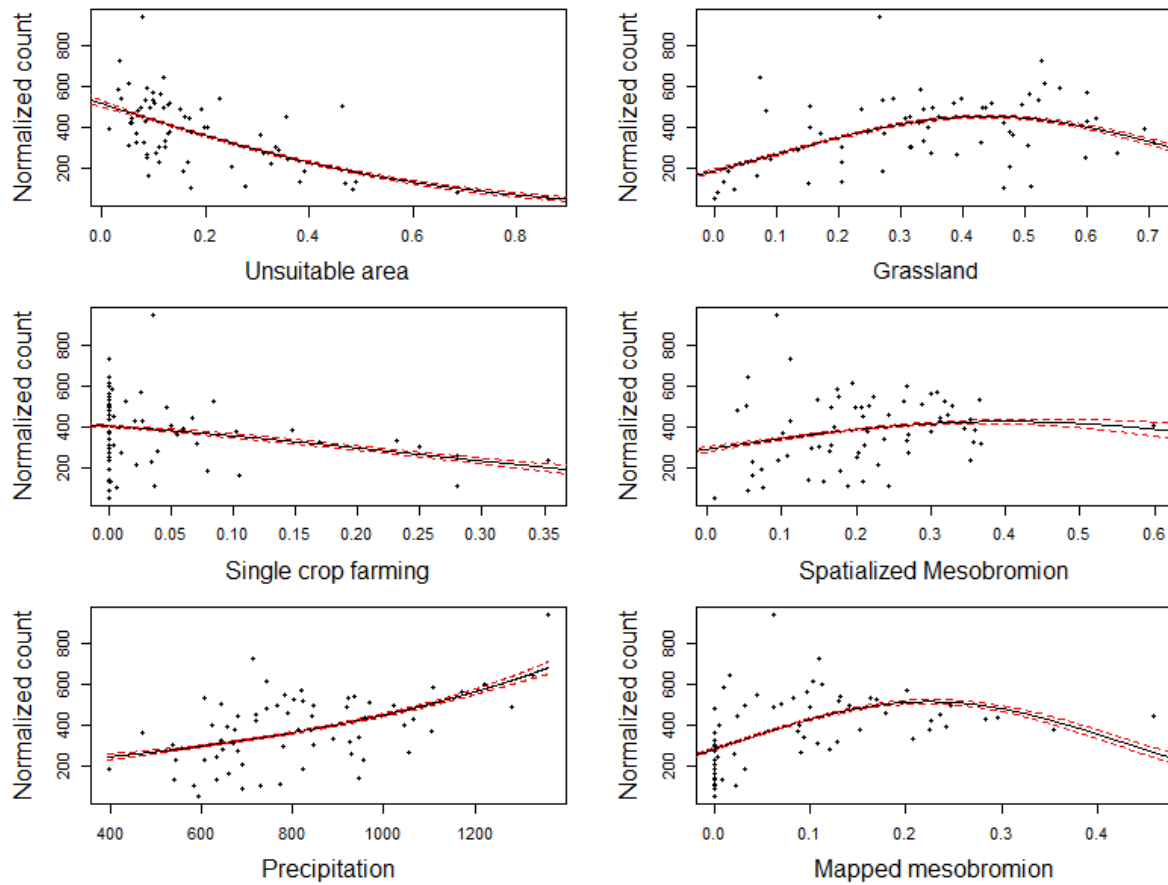 Normalized count
200 400 600 800
0.0 0.2 0.4 0.6 0.8
Unsuitable area
Normalized count
200 400 600 800
0.0 0.1 0.2 0.3 0.4 0.5 0.6 0.7
Grassland
Normalized count
200 400 600 800
0.00 0.05 0.10 0.15 0.20 0.25 0.30 0.35
Single crop farming
Normalized count
200 400 600 800
0.0 0.1 0.2 0.3 0.4 0.5 0.6
Spatialized Mesobromion
Normalized count
200 400 600 800
400 600 800 1000 1200
Precipitation
Normalized count
200 400 600 800
0.0 0.1 0.2 0.3 0.4
Mapped mesobromion